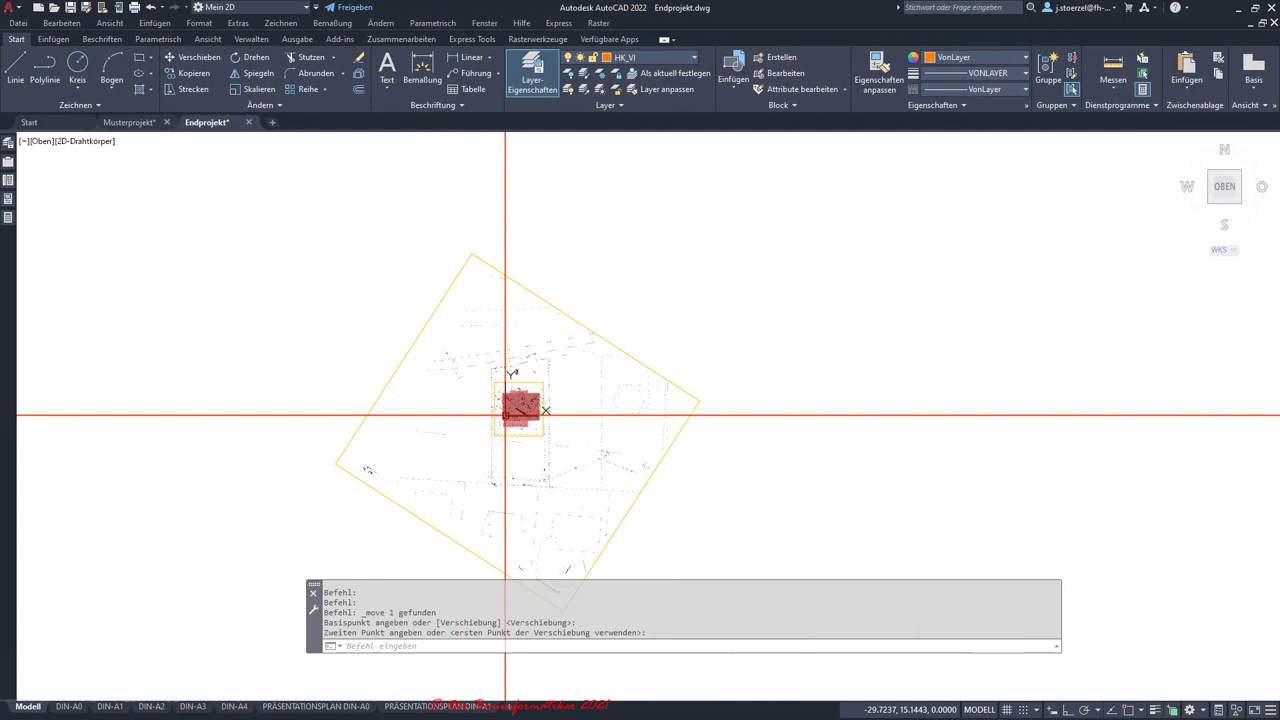 Mein 2D
Freigeben
Autodesk AutoCAD 2022
Endprojekt.dwg
Stichwort oder Frage eingeben
j.stoerzel@fh-...
Datei
Bearbeiten
Ansicht
Einfügen
Format
Extras
Zeichnen
Bemaßung
Ändern
Parametrisch
Fenster
Hilfe
Express
Raster
Start
Einfügen
Beschriften
Parametrisch
Ansicht
Verwalten
Ausgabe
Add-ins
Zusammenarbeiten
Express Tools
Rasterwerkzeuge
Verfügbare Apps
Linie
Polylinie
Kreis
Bogen
Zeichnen
Verschieben
Drehen
Stutzen
Kopieren
Spiegeln
Abrunden
Strecken
Skalieren
Reihe
Ändern
Text
Bemaßung
Linear
Führung
Tabelle
Beschriftung
Layer-
Eigenschaften
HK_VI
Als aktuell festlegen
Layer anpassen
Layer
Einfügen
Erstellen
Bearbeiten
Attribute bearbeiten
Block
Eigenschaften
anpassen
VonLayer
VONLAYER
VonLayer
Eigenschaften
Gruppe
Gruppen
Messen
Dienstprogramme
Einfügen
Zwischenablage
Basis
Ansicht
Start
Musterprojekt*
Endprojekt*
[−][Oben][2D-Drahtkörper]
N
W
OBEN
O
S
WKS
Y
X
Befehl:
Befehl:
Befehl: _move 1 gefunden
Basispunkt angeben oder [Verschiebung] <Verschiebung>:
Zweiten Punkt angeben oder <ersten Punkt der Verschiebung verwenden>:
Befehl eingeben
Modell
DIN-A0
DIN-A1
DIN-A2
DIN-A3
DIN-A4
PRÄSENTATIONSPLAN DIN-A0
PRÄSENTATIONSPLAN DIN-A1
-29.7237, 15.1443, 0.0000
MODELL